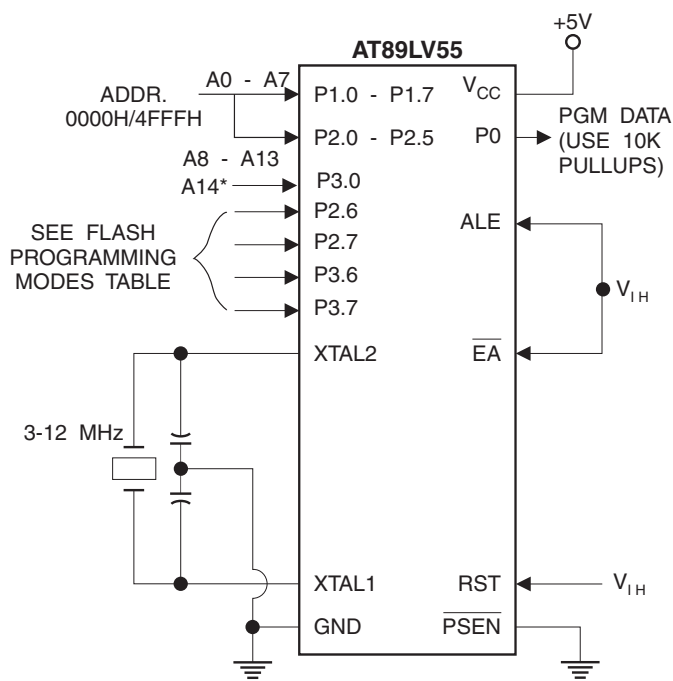 +5V
AT89LV55
ADDR.
0000H/4FFFH
A0 - A7
P1.0 - P1.7
VCC
P2.0 - P2.5
P0
PGM DATA
(USE 10K
PULLUPS)
A8 - A13
A14*
P3.0
SEE FLASH
PROGRAMMING
MODES TABLE
P2.6
ALE
P2.7
P3.6
VIH
P3.7
XTAL2
EA
3-12 MHz
XTAL1
RST
VIH
GND
PSEN